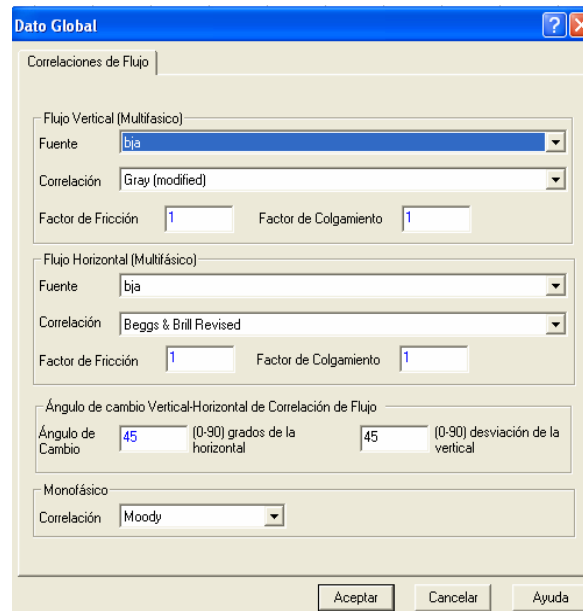 Dato Global
Correlaciones de Flujo
Flujo Vertical (Multifasico)
Fuente bja
Correlación Gray (modified)
Factor de Fricción 1 Factor de Colgamiento 1
Flujo Horizontal (Multifásico)
Fuente bja
Correlación Beggs & Brill Revised
Factor de Fricción 1 Factor de Colgamiento 1
Ángulo de cambio Vertical-Horizontal de Correlación de Flujo
Ángulo de Cambio 45 (0-90) grados de la horizontal 45 (0-90) desviación de la vertical
Monofásico
Correlación Moody
Aceptar Cancelar Ayuda